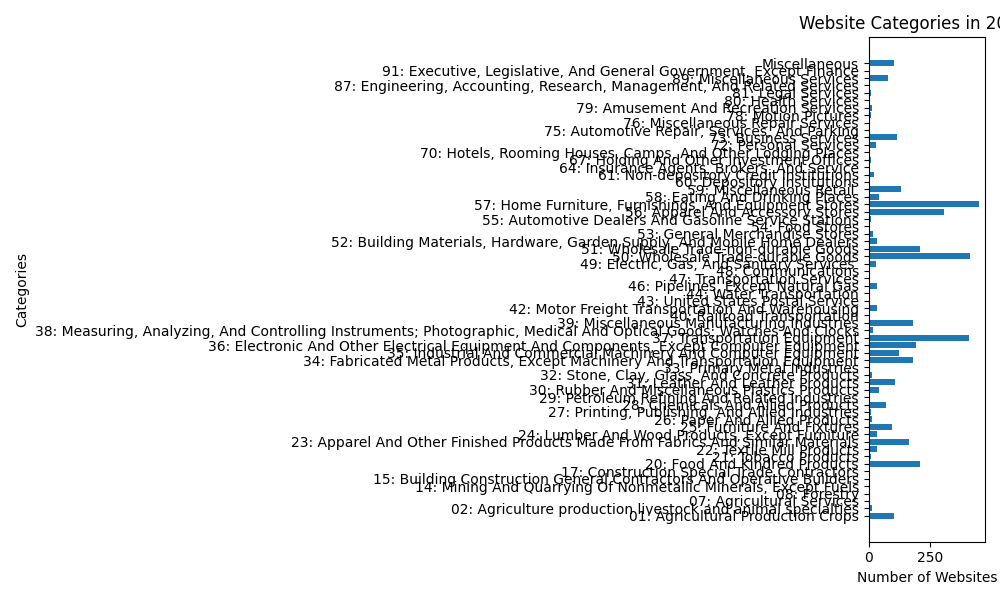 Website Categories in 20
Categories
Miscellaneous
91: Executive, Legislative, And General Government, Except Finance
89: Miscellaneous Services
87: Engineering, Accounting, Research, Management, And Related Services
81: Legal Services
80: Health Services
79: Amusement And Recreation Services
78: Motion Pictures
76: Miscellaneous Repair Services
75: Automotive Repair, Services, And Parking
73: Business Services
72: Personal Services
70: Hotels, Rooming Houses, Camps, And Other Lodging Places
67: Holding And Other Investment Offices
64: Insurance Agents, Brokers, And Service
61: Non-depository Credit Institutions
60: Depository Institutions
59: Miscellaneous Retail
58: Eating And Drinking Places
57: Home Furniture, Furnishings, And Equipment Stores
56: Apparel And Accessory Stores
55: Automotive Dealers And Gasoline Service Stations
54: Food Stores
53: General Merchandise Stores
52: Building Materials, Hardware, Garden Supply, And Mobile Home Dealers
51: Wholesale Trade-non-durable Goods
50: Wholesale Trade-durable Goods
49: Electric, Gas, And Sanitary Services
48: Communications
47: Transportation Services
46: Pipelines, Except Natural Gas
44: Water Transportation
43: United States Postal Service
42: Motor Freight Transportation And Warehousing
40: Railroad Transportation
39: Miscellaneous Manufacturing Industries
38: Measuring, Analyzing, And Controlling Instruments; Photographic, Medical And Optical Goods; Watches And Clocks
37: Transportation Equipment
36: Electronic And Other Electrical Equipment And Components, Except Computer Equipment
35: Industrial And Commercial Machinery And Computer Equipment
34: Fabricated Metal Products, Except Machinery And Transportation Equipment
33: Primary Metal Industries
32: Stone, Clay, Glass, And Concrete Products
31: Leather And Leather Products
30: Rubber And Miscellaneous Plastics Products
29: Petroleum Refining And Related Industries
28: Chemicals And Allied Products
27: Printing, Publishing, And Allied Industries
26: Paper And Allied Products
25: Furniture And Fixtures
24: Lumber And Wood Products, Except Furniture
23: Apparel And Other Finished Products Made From Fabrics And Similar Materials
22: Textile Mill Products
21: Tobacco Products
20: Food And Kindred Products
17: Construction Special Trade Contractors
15: Building Construction General Contractors And Operative Builders
14: Mining And Quarrying Of Nonmetallic Minerals, Except Fuels
08: Forestry
07: Agricultural Services
02: Agriculture production livestock and animal specialties
01: Agricultural Production Crops
0 250
Number of Websites